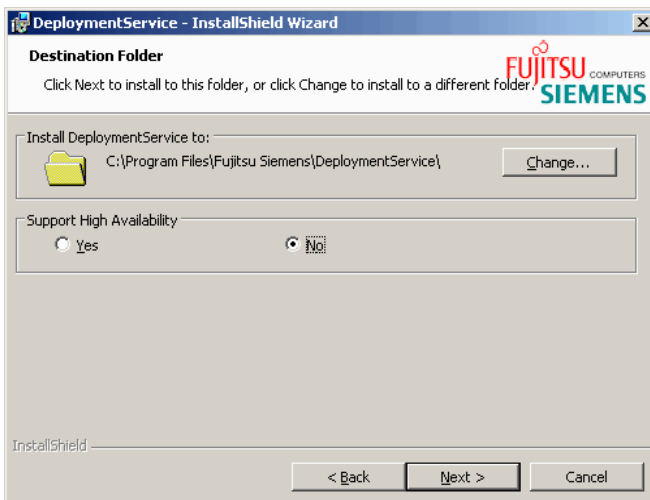 DeploymentService - InstallShield Wizard
Destination Folder
Click Next to install to this folder, or click Change to install to a different folder.
FUJITSU COMPUTERS
SIEMENS
Install DeploymentService to:
C:\Program Files\Fujitsu Siemens\DeploymentService\
Change...
Support High Availability
Yes
No
InstallShield
< Back
Next >
Cancel